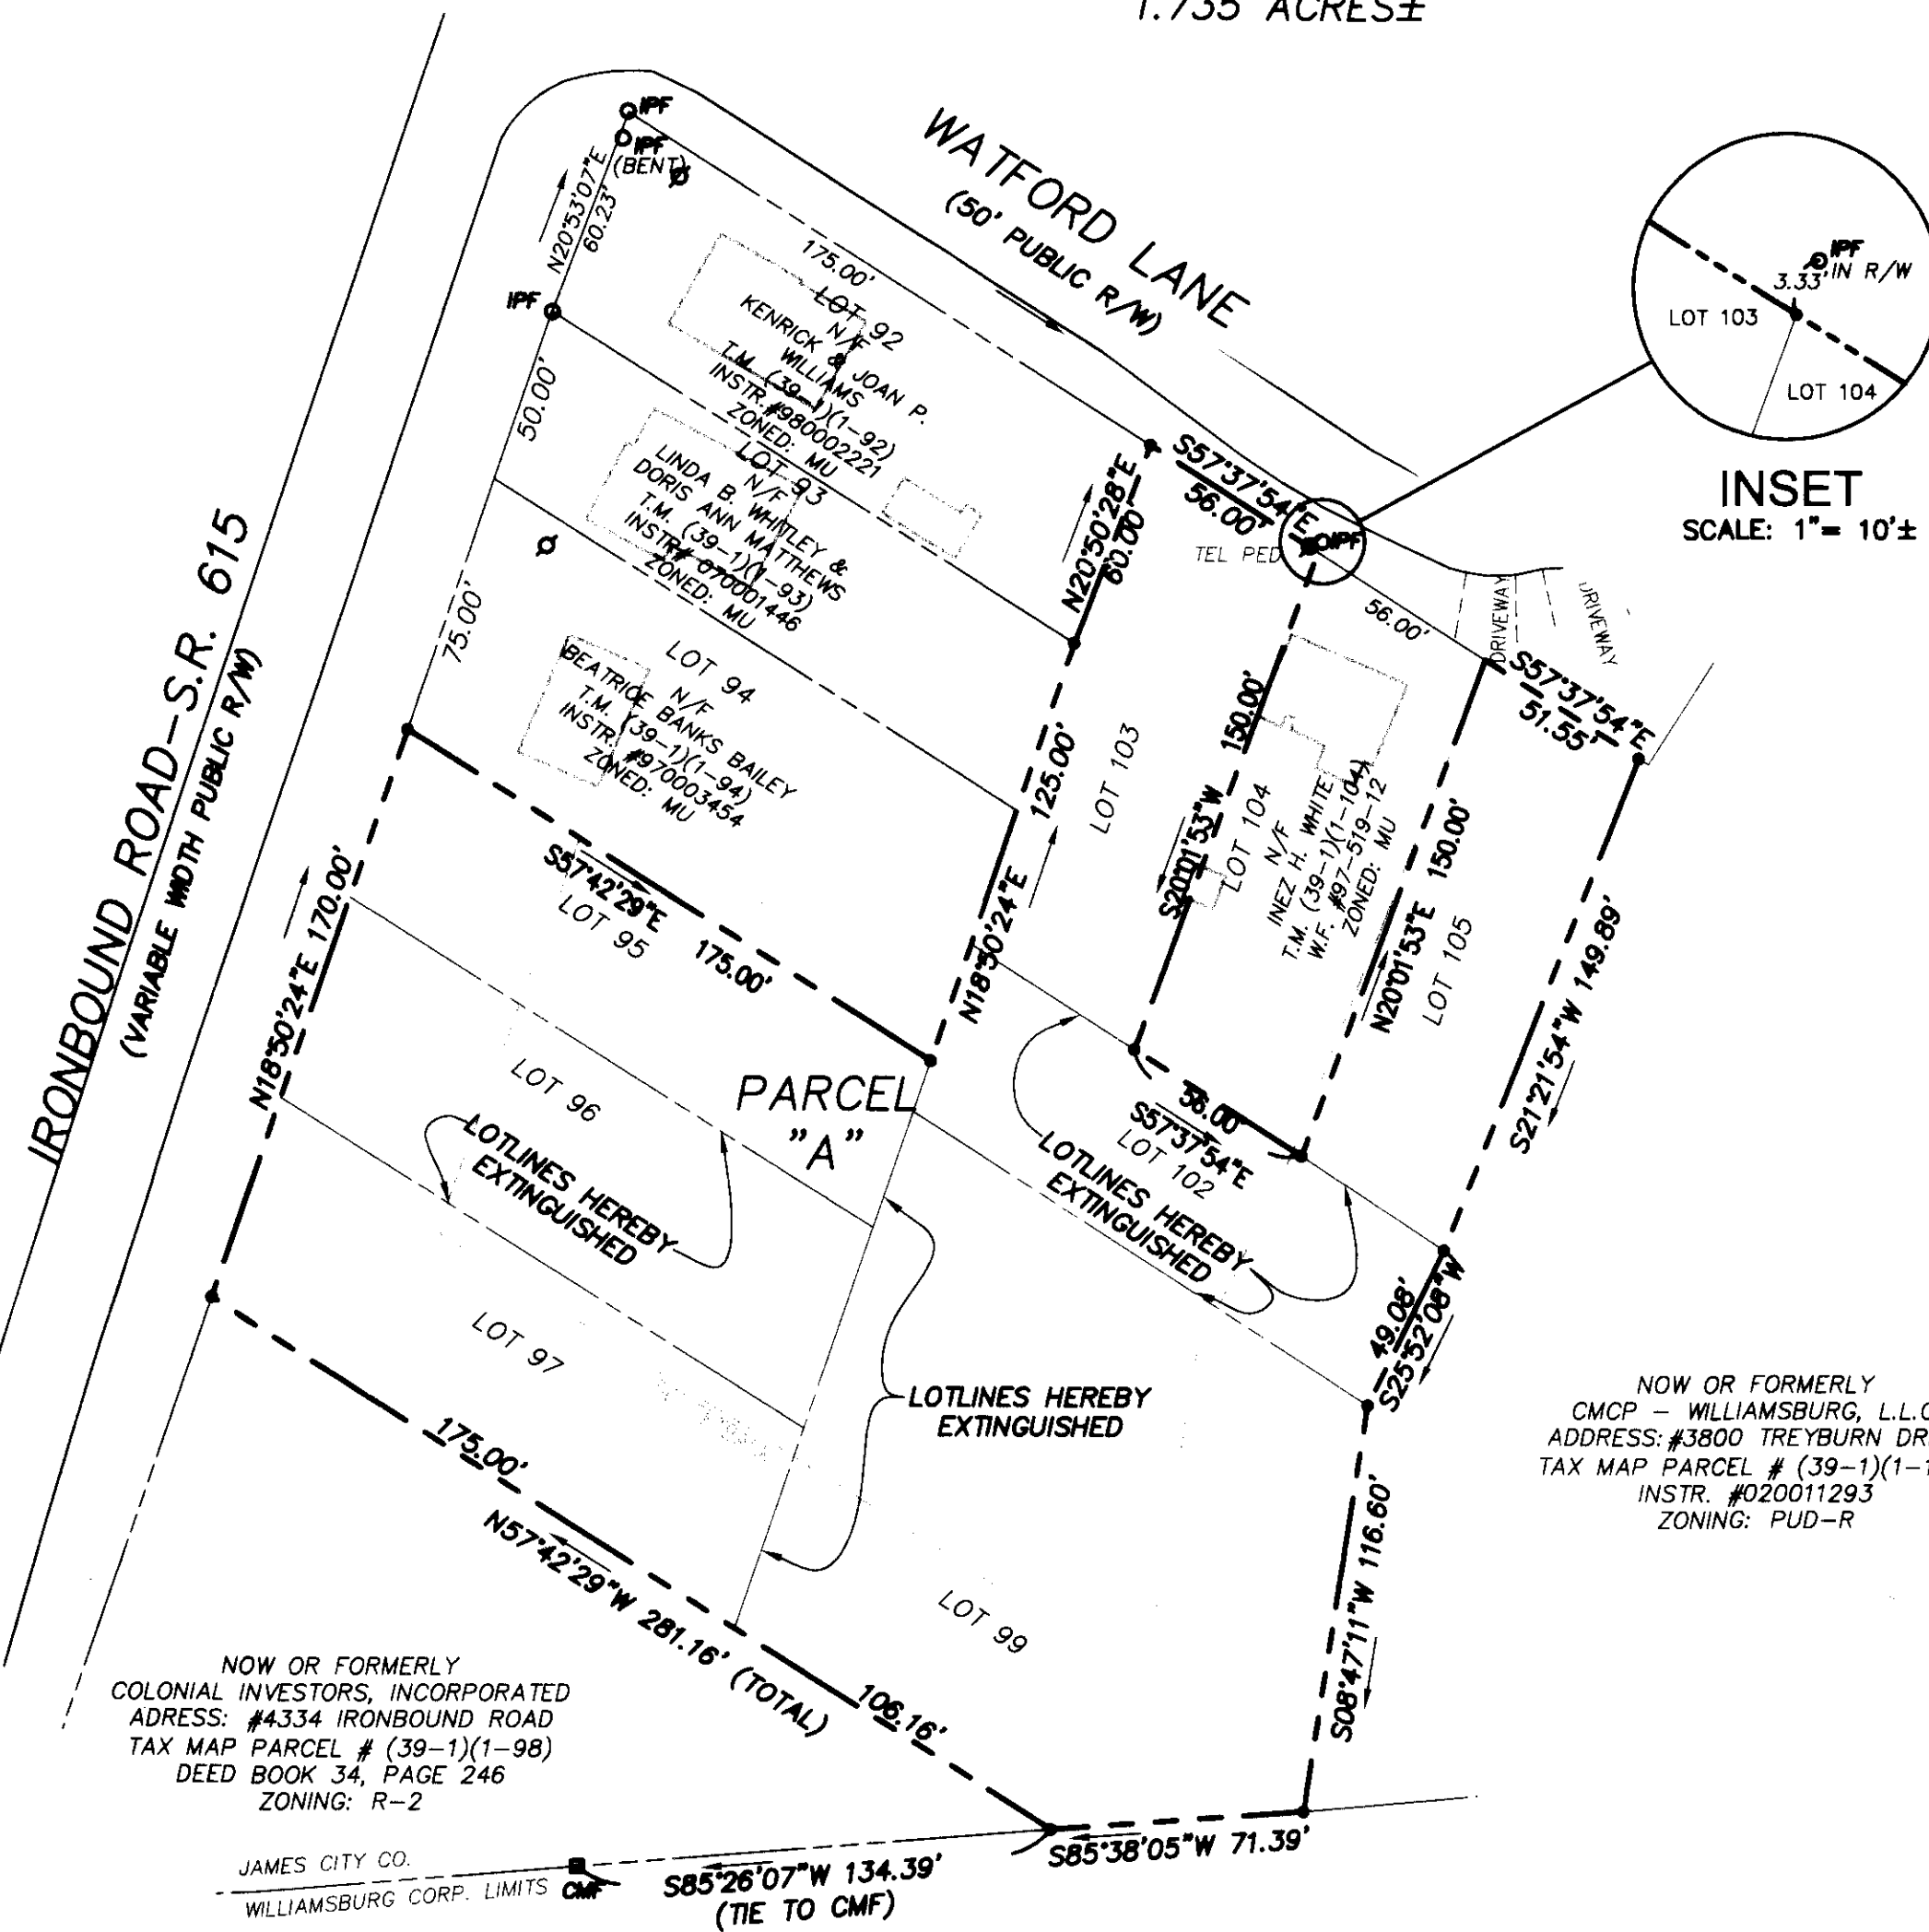 1.735 ACRES±
WATFORD LANE
(50' PUBLIC R/W)
IPF
IPF
(BENT)
N20°53'07"E
60.23'
IPF
175.00'
LOT 92
N/F
KENRICK & JOAN P.
WILLIAMS
T.M. (39-1)(1-92)
INSTR.#980002221
ZONED: MU
50.00'
LOT 93
N/F
LINDA B. WHITLEY &
DORIS ANN MATTHEWS
T.M. (39-1)(1-93)
INSTR# 070001446
ZONED: MU
75.00'
LOT 94
N/F
BEATRICE BANKS BAILEY
T.M. (39-1)(1-94)
INSTR. #970003454
ZONED: MU
IPF
IN R/W
3.33'
LOT 103
LOT 104
INSET
SCALE: 1"= 10'±
N20°50'28"E
60.00'
S57°37'54"E
56.00'
TEL PED
IPF
56.00'
DRIVEWAY
DRIVEWAY
S57°37'54"E
51.55'
IRONBOUND ROAD-S.R. 615
(VARIABLE WIDTH PUBLIC R/W)
N18°50'24"E 170.00'
S57°42'29"E
175.00'
LOT 95
N18°50'24"E 125.00'
LOT 103
S20°01'53"W 150.00'
LOT 104
N/F
INEZ H. WHITE
T.M. (39-1)(1-104)
W.F. #97-519-12
ZONED: MU
N20°01'53"E 150.00'
LOT 105
S21°21'54"W 149.89'
LOT 96
PARCEL
"A"
LOTLINES HEREBY
EXTINGUISHED
56.00'
S57°37'54"E
LOT 102
LOTLINES HEREBY
EXTINGUISHED
49.08'
S25°52'08"W
LOT 97
LOTLINES HEREBY
EXTINGUISHED
NOW OR FORMERLY
CMCP - WILLIAMSBURG, L.L.C
ADDRESS: #3800 TREYBURN DR
TAX MAP PARCEL # (39-1)(1-1
INSTR. #020011293
ZONING: PUD-R
175.00'
N57°42'29"W 281.16' (TOTAL)
106.16'
LOT 99
S08°47'11"W 116.60'
NOW OR FORMERLY
COLONIAL INVESTORS, INCORPORATED
ADRESS: #4334 IRONBOUND ROAD
TAX MAP PARCEL # (39-1)(1-98)
DEED BOOK 34, PAGE 246
ZONING: R-2
JAMES CITY CO.
WILLIAMSBURG CORP. LIMITS
CMF
S85°26'07"W 134.39'
(TIE TO CMF)
S85°38'05"W 71.39'